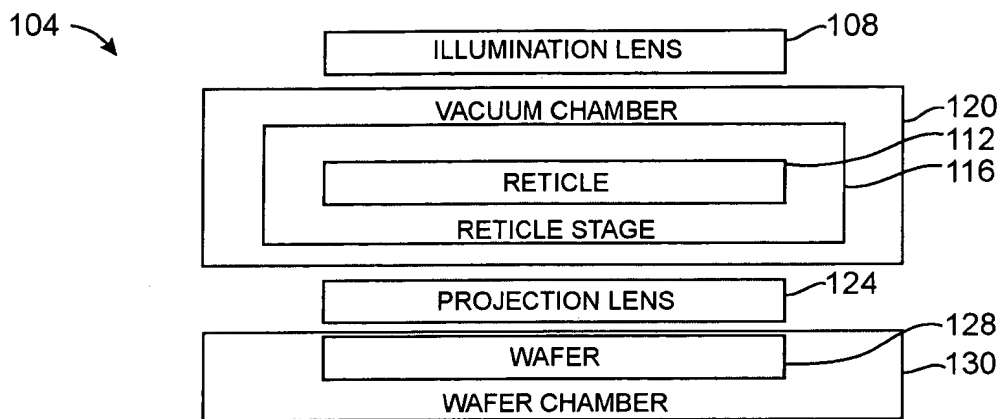 104
ILLUMINATION LENS
108
VACUUM CHAMBER
120
112
RETICLE
116
RETICLE STAGE
PROJECTION LENS
124
WAFER
128
130
WAFER CHAMBER